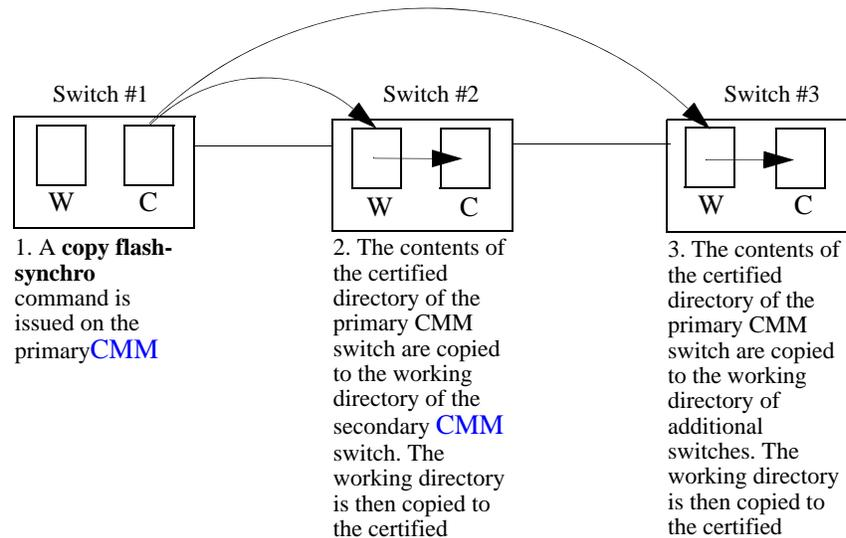 Switch #1
Switch #2
Switch #3
W
C
W
C
W
C
1. A copy flash-
synchro
command is
issued on the
primaryCMM
2. The contents of
the certified
directory of the
primary CMM
switch are copied
to the working
directory of the
secondary CMM
switch. The
working directory
is then copied to
the certified
3. The contents of
the certified
directory of the
primary CMM
switch are copied
to the working
directory of
additional
switches. The
working directory
is then copied to
the certified